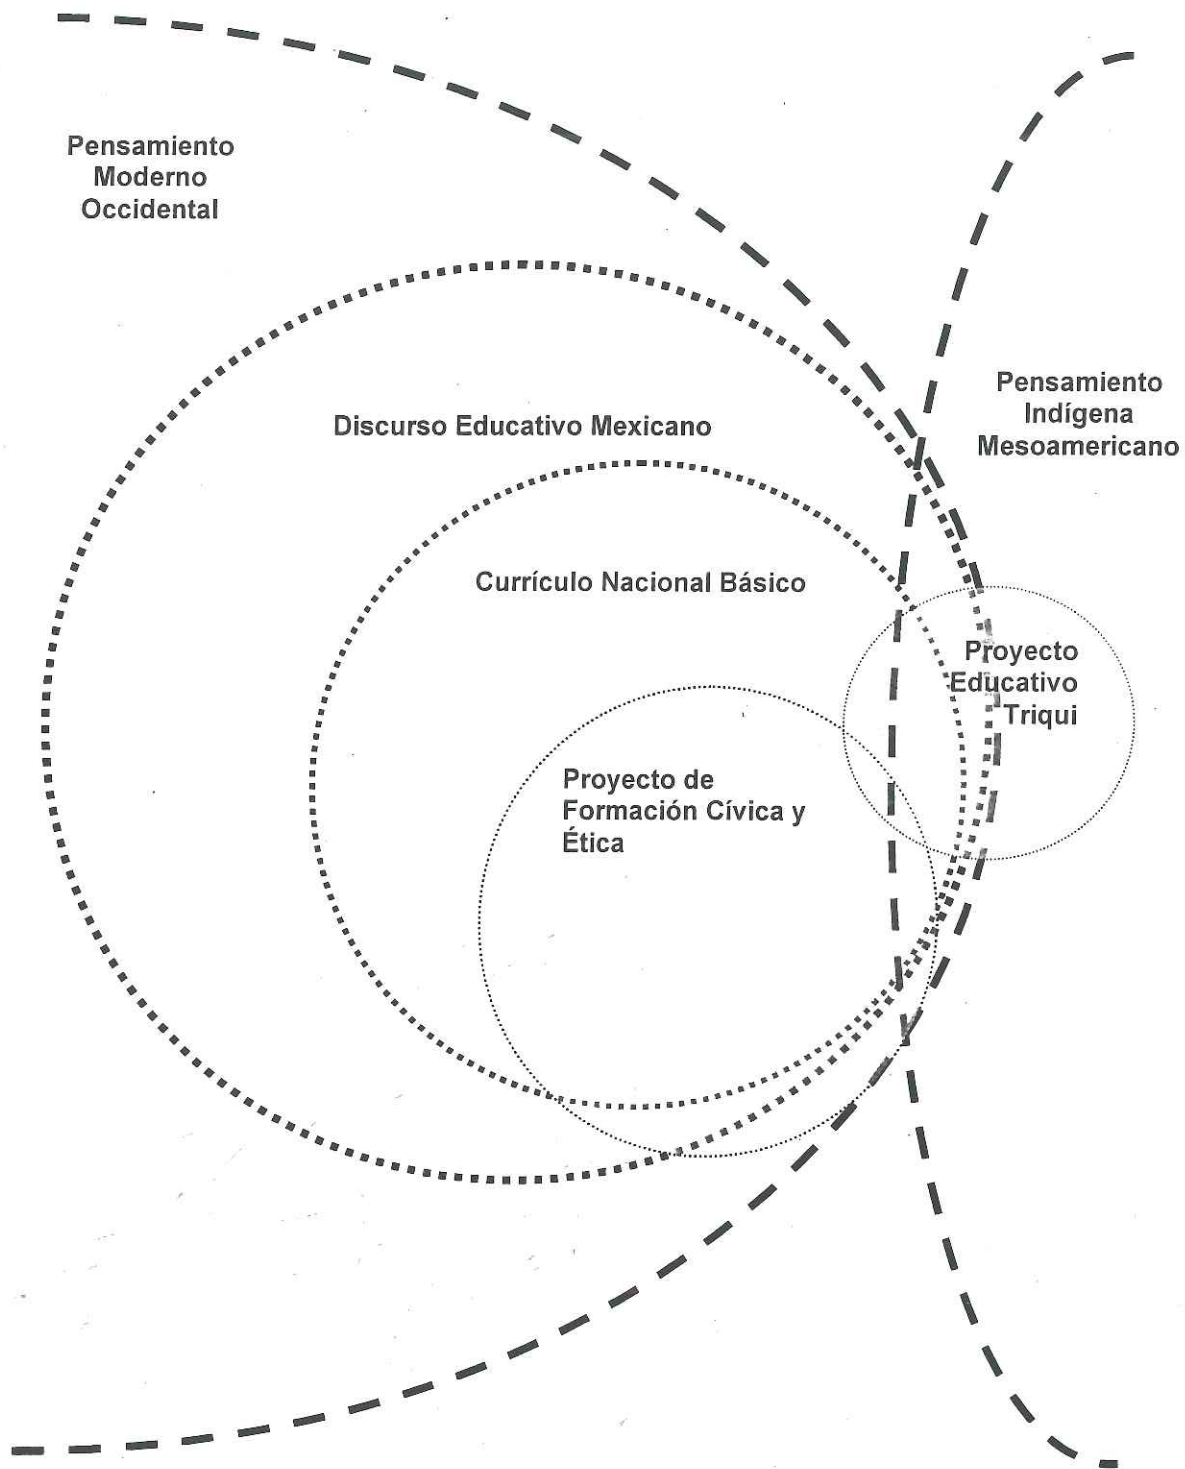 Pensamiento
Moderno
Occidental
Pensamiento
Indígena
Mesoamericano
Discurso Educativo Mexicano
Currículo Nacional Básico
Proyecto
Educativo
Triqui
Proyecto de
Formación Cívica y
Ética